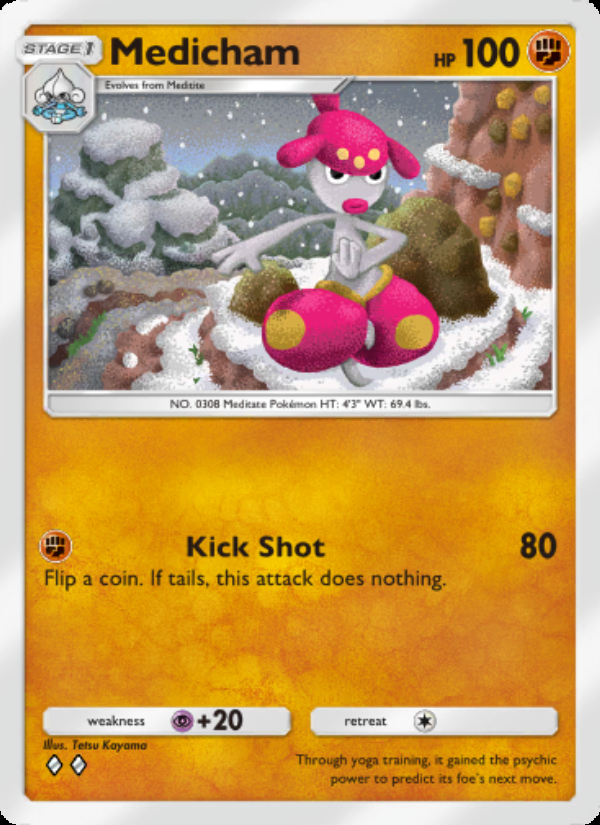 STAGE 1 Medicham HP 100
Evolves from Meditite
NO. 0308 Meditate Pokémon HT: 4'3" WT: 69.4 lbs.
Kick Shot 80
Flip a coin. If tails, this attack does nothing.
weakness +20 retreat
Illus. Tetsu Kayama
Through yoga training, it gained the psychic
power to predict its foe's next move.